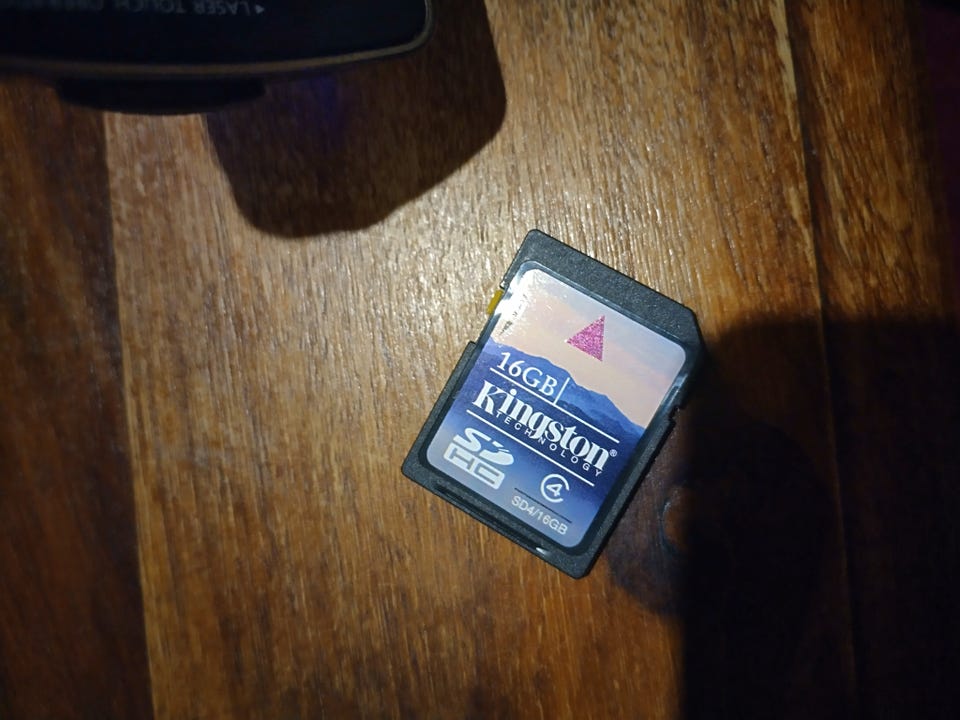 LASER TOUCH
16GB
Kingston®
TECHNOLOGY
SD HC
4
SD4/16GB